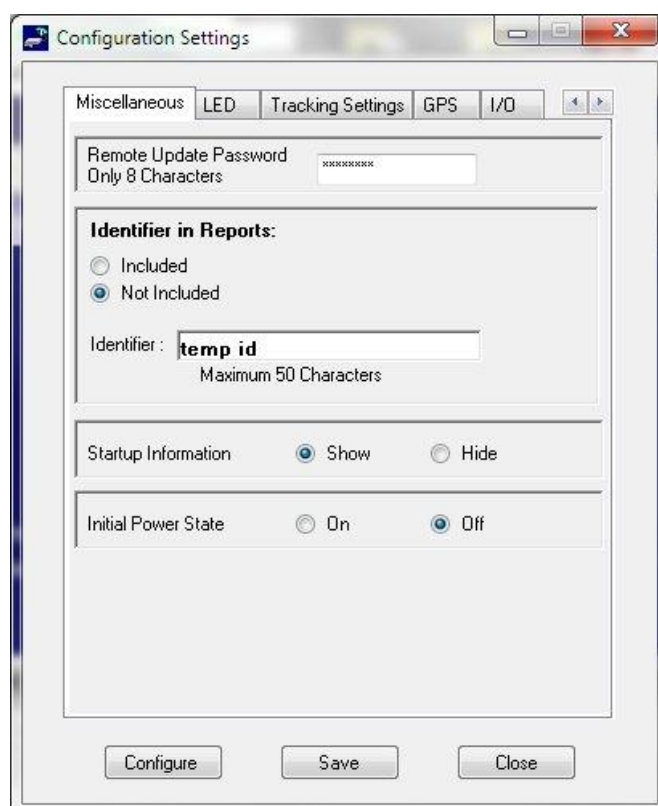 Configuration Settings
Miscellaneous LED Tracking Settings GPS I/O
Remote Update Password
Only 8 Characters
xxxxxxxx
Identifier in Reports:
Included
Not Included
Identifier : temp id
Maximum 50 Characters
Startup Information Show Hide
Initial Power State On Off
Configure Save Close